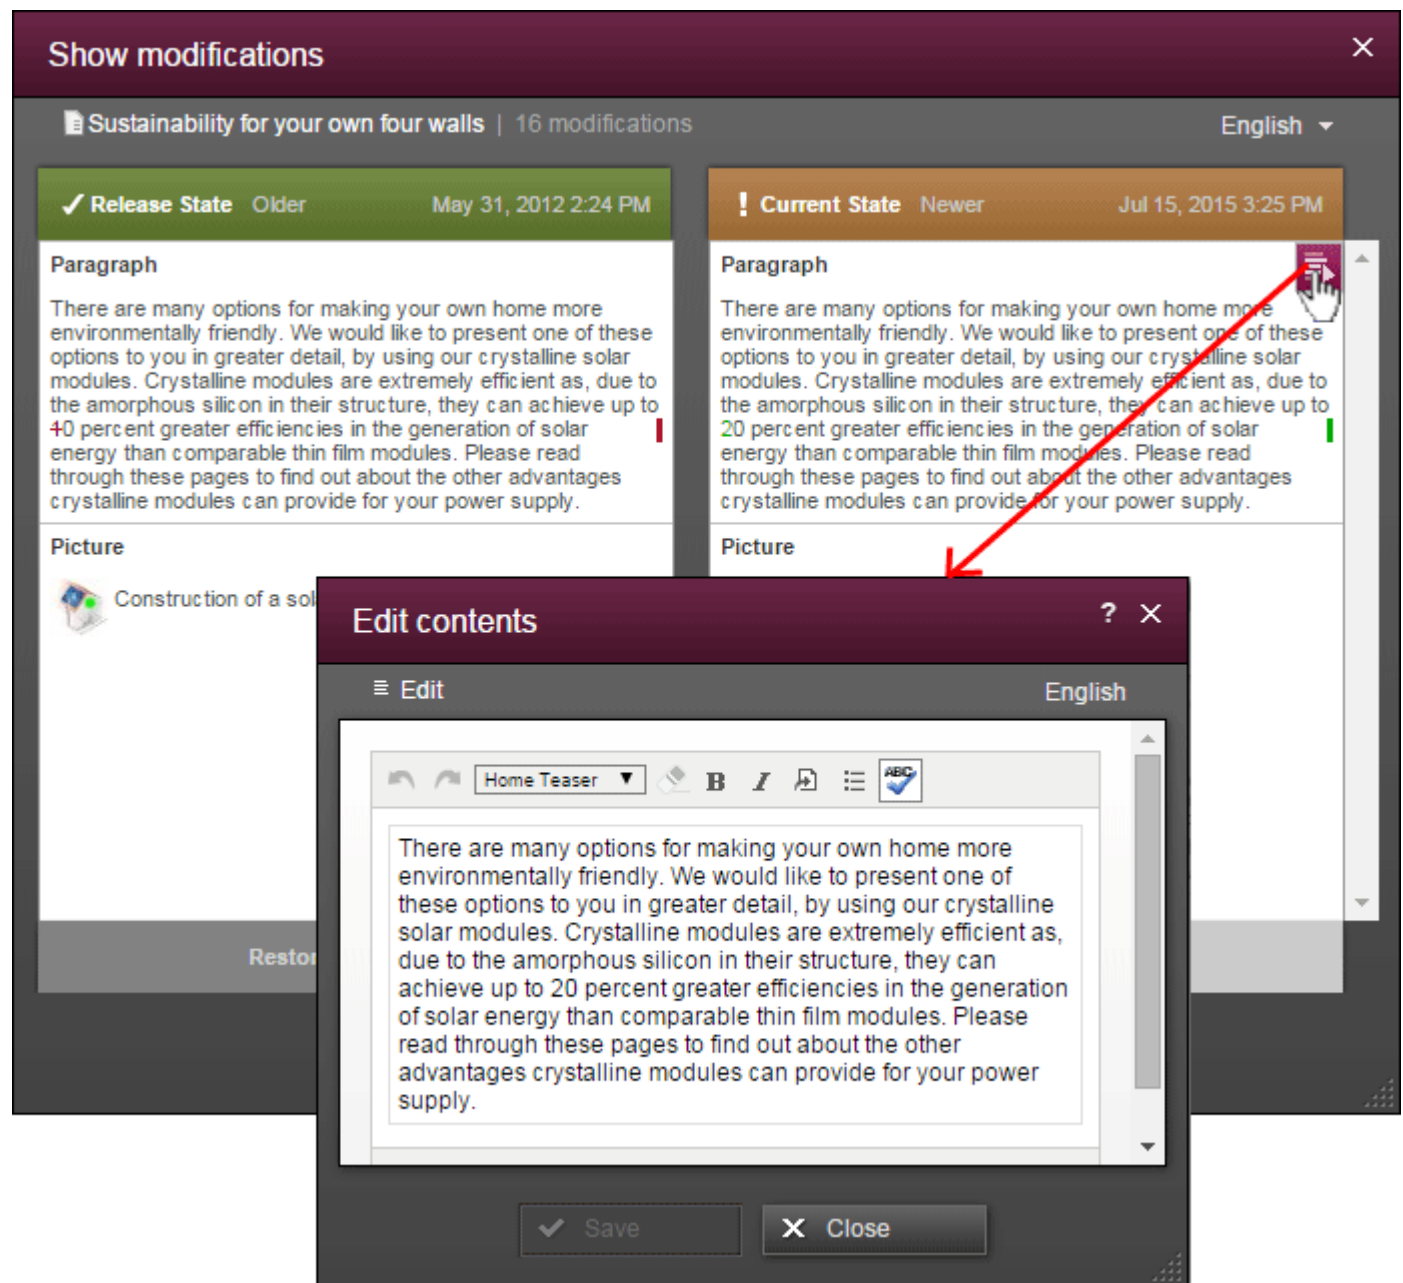 Show modifications
Sustainability for your own four walls | 16 modifications
English
Release State Older May 31, 2012 2:24 PM
Paragraph
There are many options for making your own home more
environmentally friendly. We would like to present one of these
options to you in greater detail, by using our crystalline solar
modules. Crystalline modules are extremely efficient as, due to
the amorphous silicon in their structure, they can achieve up to
10 percent greater efficiencies in the generation of solar
energy than comparable thin film modules. Please read
through these pages to find out about the other advantages
crystalline modules can provide for your power supply.
Picture
Construction of a sol
Restor
! Current State Newer Jul 15, 2015 3:25 PM
Paragraph
There are many options for making your own home more
environmentally friendly. We would like to present one of these
options to you in greater detail, by using our crystalline solar
modules. Crystalline modules are extremely efficient as, due to
the amorphous silicon in their structure, they can achieve up to
20 percent greater efficiencies in the generation of solar
energy than comparable thin film modules. Please read
through these pages to find out about the other advantages
crystalline modules can provide for your power supply.
Picture
Edit contents ?
Edit English
Home Teaser B I ABC
There are many options for making your own home more
environmentally friendly. We would like to present one of
these options to you in greater detail, by using our crystalline
solar modules. Crystalline modules are extremely efficient as,
due to the amorphous silicon in their structure, they can
achieve up to 20 percent greater efficiencies in the generation
of solar energy than comparable thin film modules. Please
read through these pages to find out about the other
advantages crystalline modules can provide for your power
supply.
Save Close